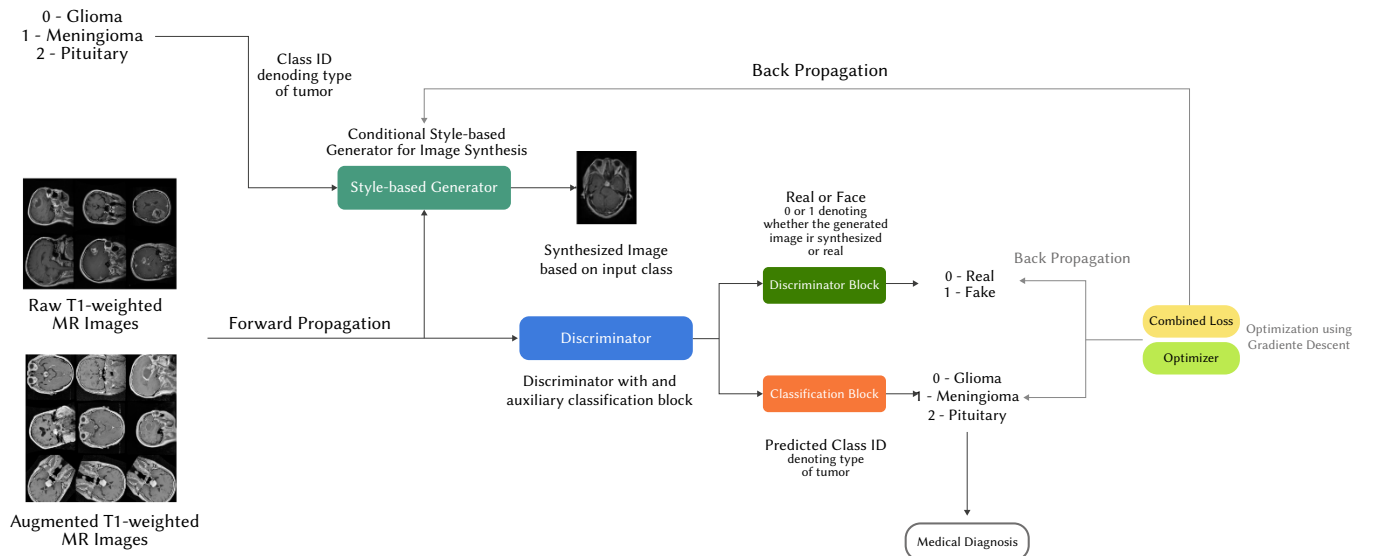 0 - Glioma
1 - Meningioma
2 - Pituitary
Class ID
denoding type
of tumor
Back Propagation
Conditional Style-based
Generator for Image Synthesis
Style-based Generator
Synthesized Image
based on input class
Raw T1-weighted
MR Images
Forward Propagation
Augmented T1-weighted
MR Images
Discriminator
Discriminator with and
auxiliary classification block
Real or Face
0 or 1 denoting
whether the generated
image ir synthesized
or real
Discriminator Block
0 - Real
1 - Fake
Back Propagation
Classification Block
0 - Glioma
1 - Meningioma
2 - Pituitary
Predicted Class ID
denoting type
of tumor
Combined Loss
Optimizer
Optimization using
Gradiente Descent
Medical Diagnosis